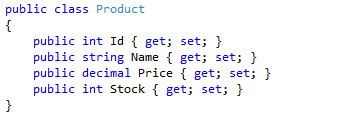 public class Product
{
    public int Id { get; set; }
    public string Name { get; set; }
    public decimal Price { get; set; }
    public int Stock { get; set; }
}